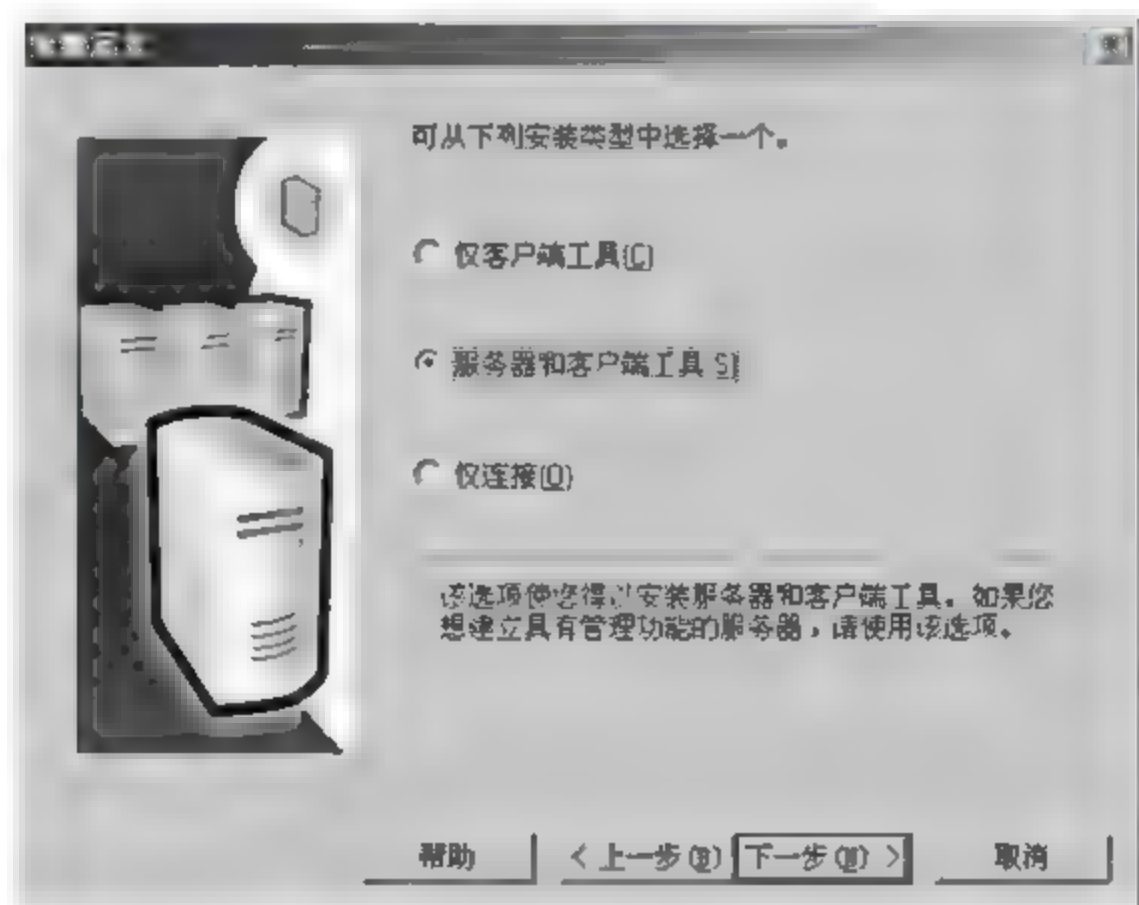 可从下列安装类型中选择一个。
仅客户端工具(C)
服务器和客户端工具(S)
仅连接(O)
该选项使您得以安装服务器和客户端工具。如果您
想建立具有管理功能的服务器，请使用该选项。
帮助
< 上一步(B)
下一步(N) >
取消